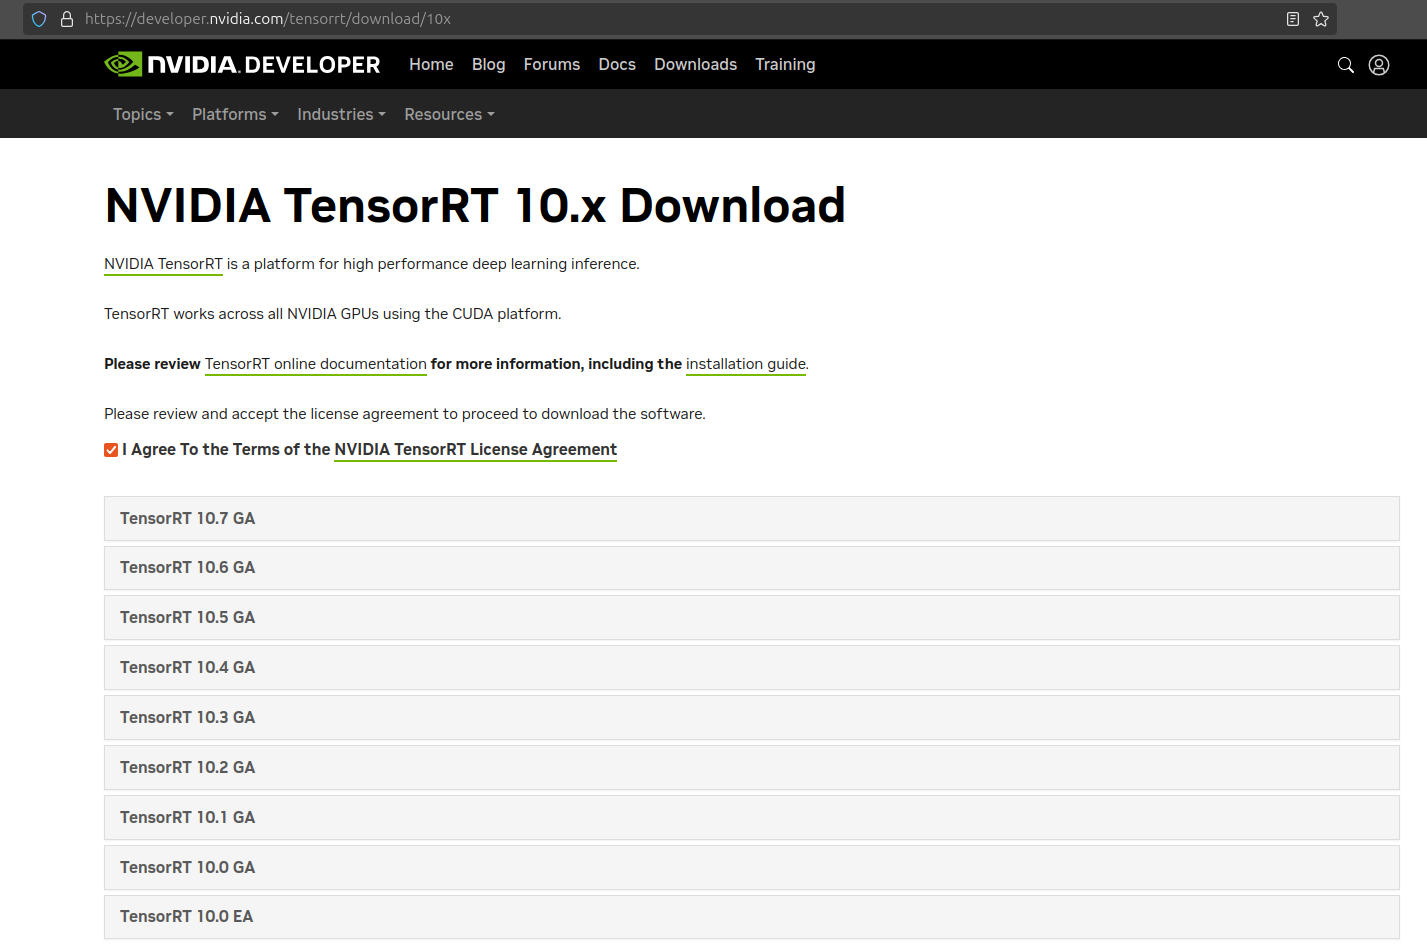 https://developer.nvidia.com/tensorrt/download/10x
NVIDIA. DEVELOPER Home Blog Forums Docs Downloads Training
Topics Platforms Industries Resources
NVIDIA TensorRT 10.x Download
NVIDIA TensorRT is a platform for high performance deep learning inference.
TensorRT works across all NVIDIA GPUs using the CUDA platform.
Please review TensorRT online documentation for more information, including the installation guide.
Please review and accept the license agreement to proceed to download the software.
I Agree To the Terms of the NVIDIA TensorRT License Agreement
TensorRT 10.7 GA
TensorRT 10.6 GA
TensorRT 10.5 GA
TensorRT 10.4 GA
TensorRT 10.3 GA
TensorRT 10.2 GA
TensorRT 10.1 GA
TensorRT 10.0 GA
TensorRT 10.0 EA